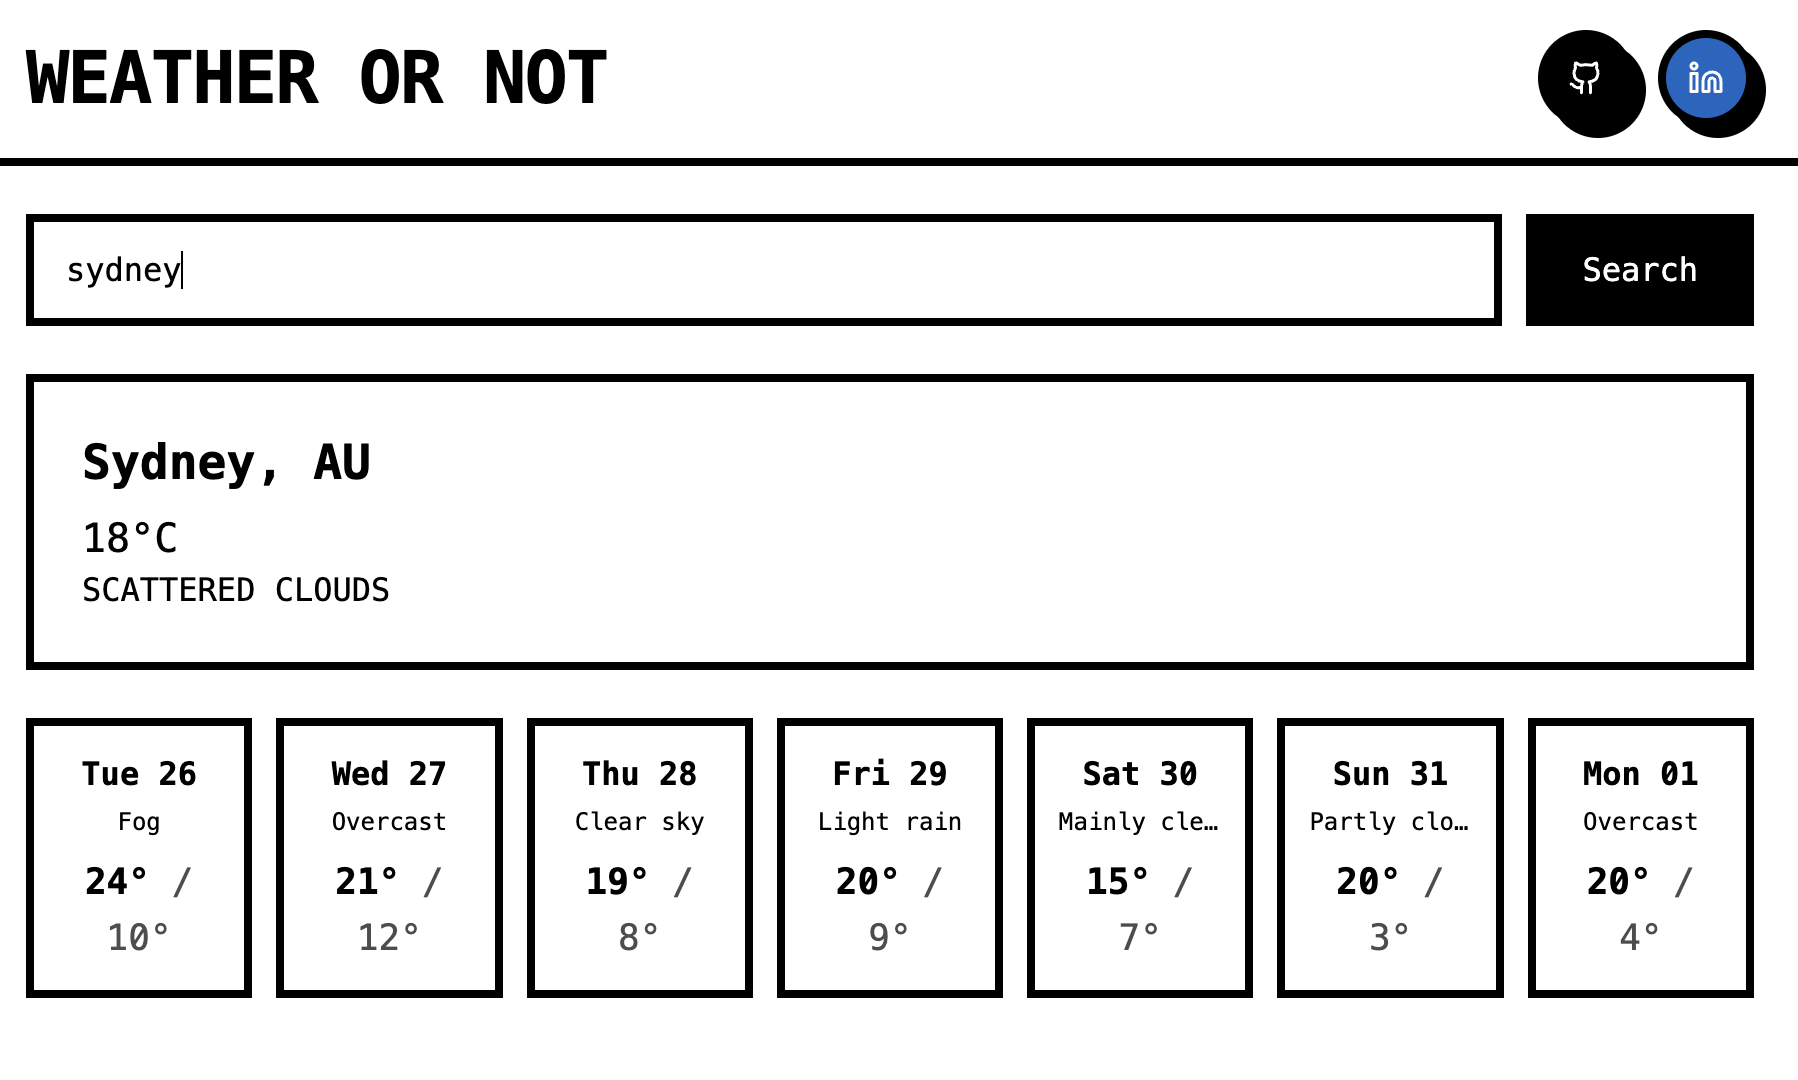 WEATHER OR NOT
in
sydney
Search
Sydney, AU
18°C
SCATTERED CLOUDS
Tue 26
Fog
24° /
10°
Wed 27
Overcast
21° /
12°
Thu 28
Clear sky
19° /
8°
Fri 29
Light rain
20° /
9°
Sat 30
Mainly cle…
15° /
7°
Sun 31
Partly clo…
20° /
3°
Mon 01
Overcast
20° /
4°